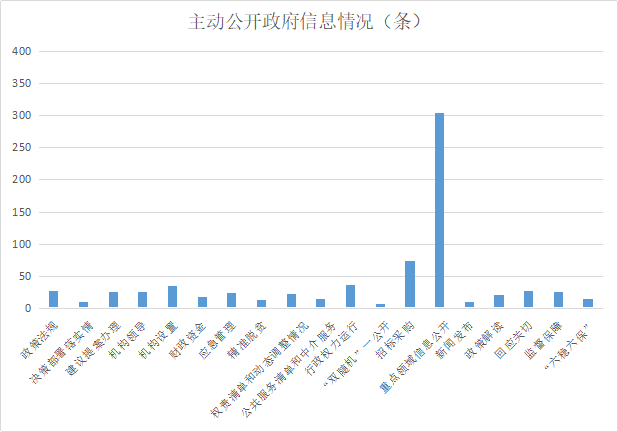 主动公开政府信息情况（条）
400
350
300
250
200
150
100
50
0
政策法规
决策部署落实情
建议提案办理
机构领导
机构设置
财政资金
应急管理
精准脱贫
权责清单和动态调整情况
公共服务清单和中介服务
行政权力运行
“双随机”一公开
招标采购
重点领域信息公开
新闻发布
政策解读
回应关切
监督保障
“六稳六保”